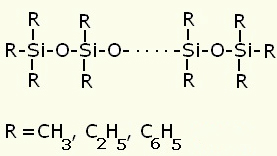 R R R R
R-Si-O-Si-O-·····-Si-O-Si-R
R R R R
R=CH3, C2H5, C6H5